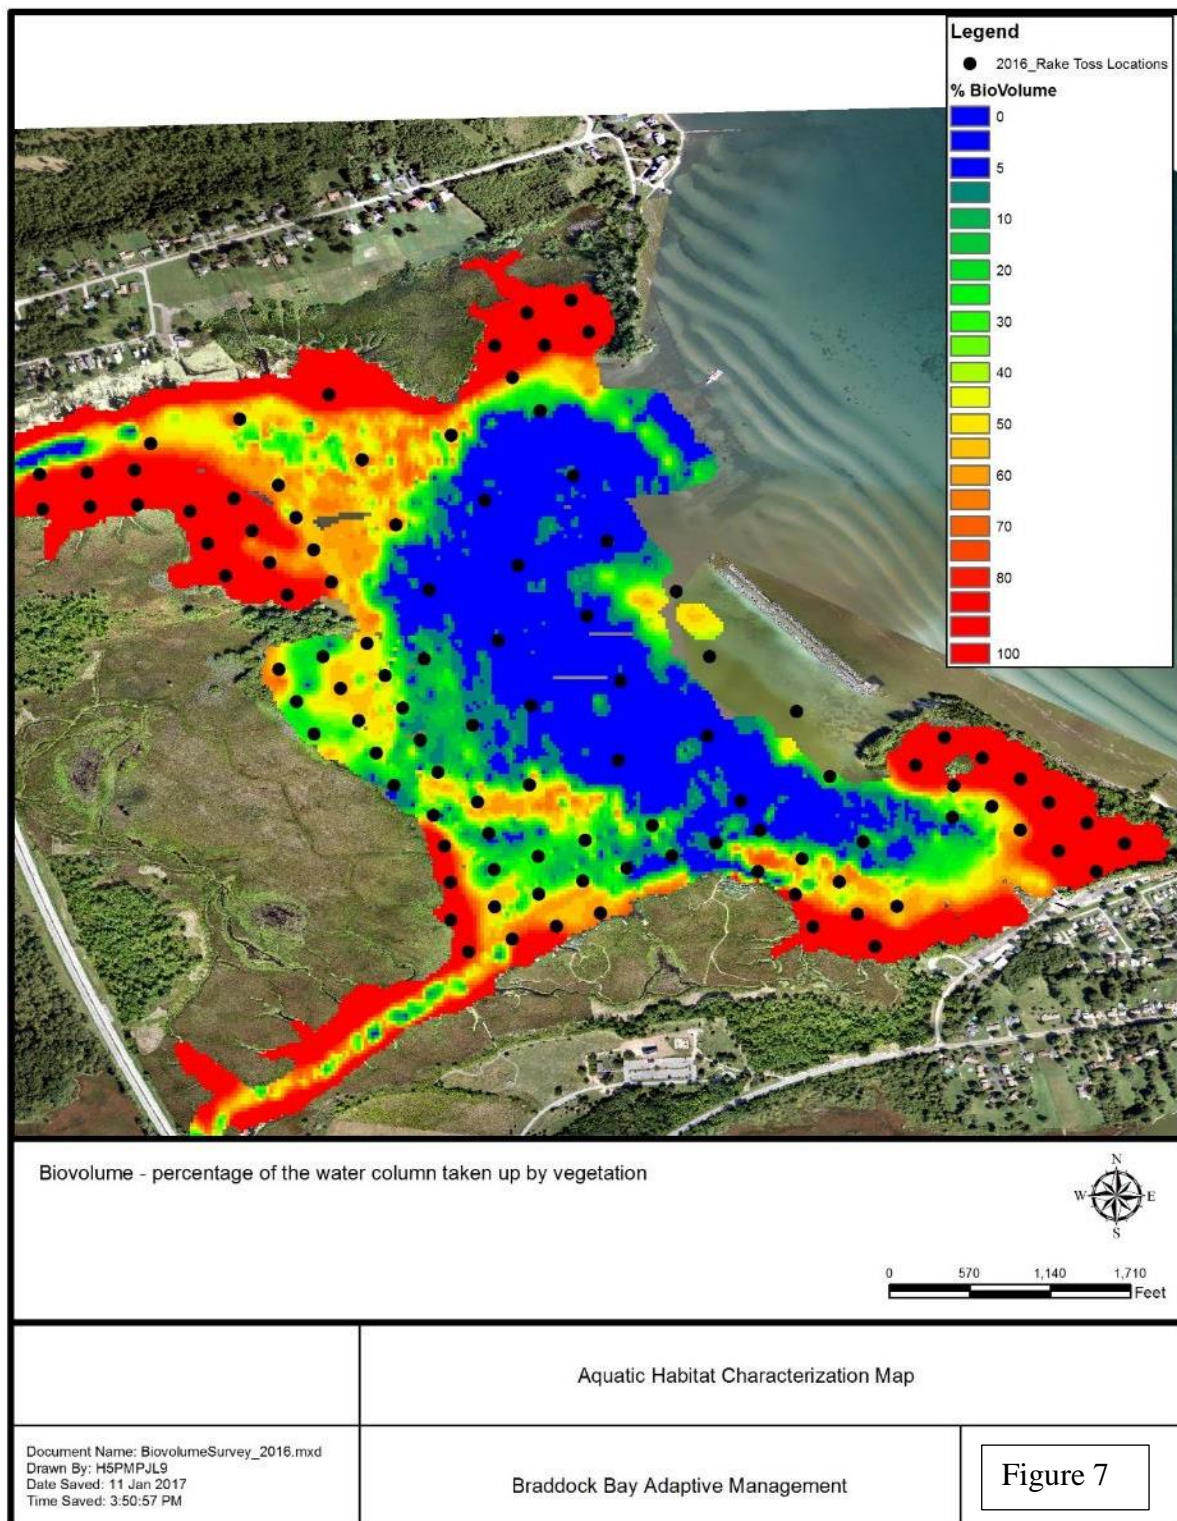 Legend
2016_Rake Toss Locations
% BioVolume
0
5
10
20
30
40
50
60
70
80
100
Biovolume - percentage of the water column taken up by vegetation
N
W E
S
0 570 1,140 1,710
Feet
Aquatic Habitat Characterization Map
Document Name: BiovolumeSurvey_2016.mxd
Drawn By: H5PMPJL9
Date Saved: 11 Jan 2017
Time Saved: 3:50:57 PM
Braddock Bay Adaptive Management
Figure 7